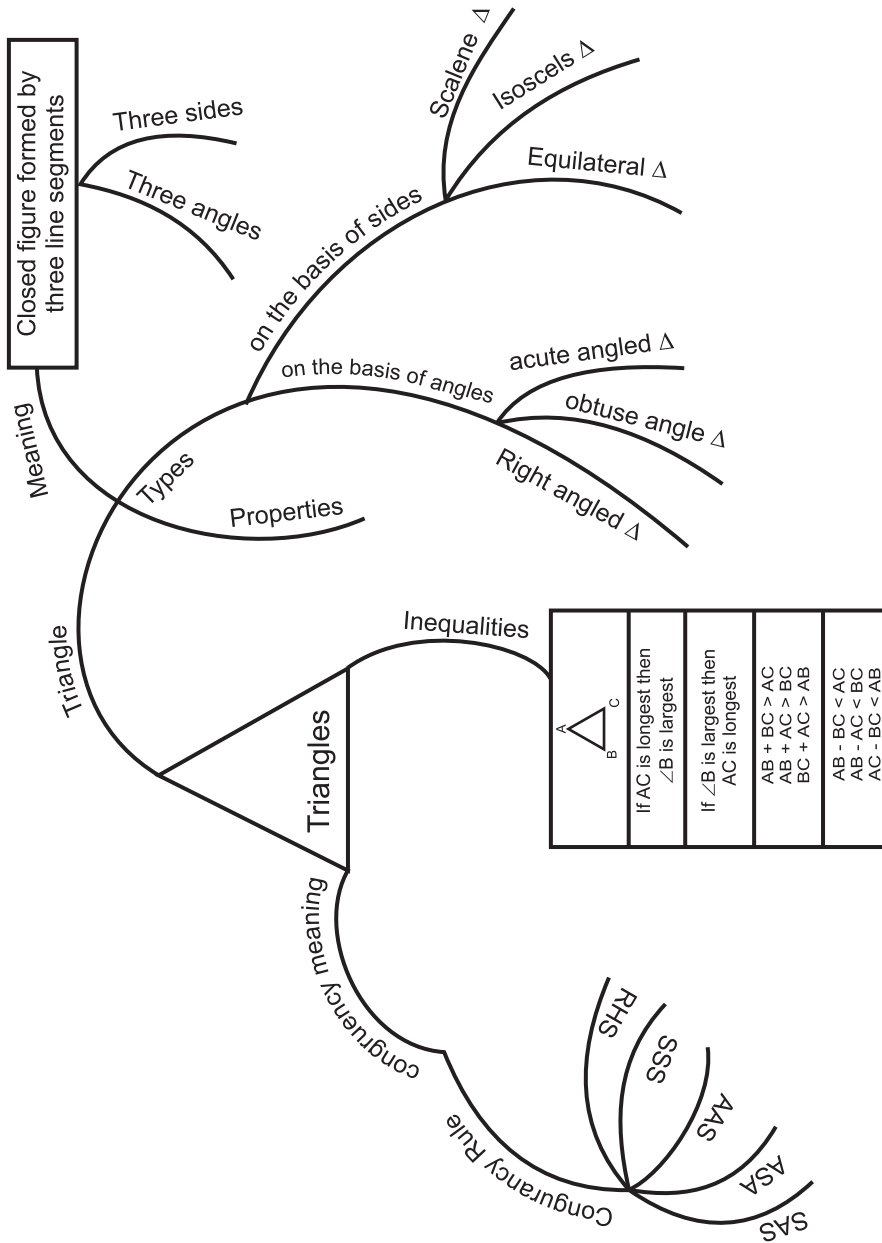 Closed figure formed by
three line segments
Three sides
Three angles
Meaning
Types
Properties
Triangle
on the basis of sides
Scalene Δ
Isoscels Δ
Equilateral Δ
on the basis of angles
acute angled Δ
obtuse angle Δ
Right angled Δ
Triangles
Inequalities
A
B
C
If AC is longest then
∠B is largest
If ∠B is largest then
AC is longest
AB + BC > AC
AB + AC > BC
BC + AC > AB
AB - BC < AC
AB - AC < BC
AC - BC < AB
congruency meaning
Congurancy Rule
RHS
SSS
AAS
ASA
SAS